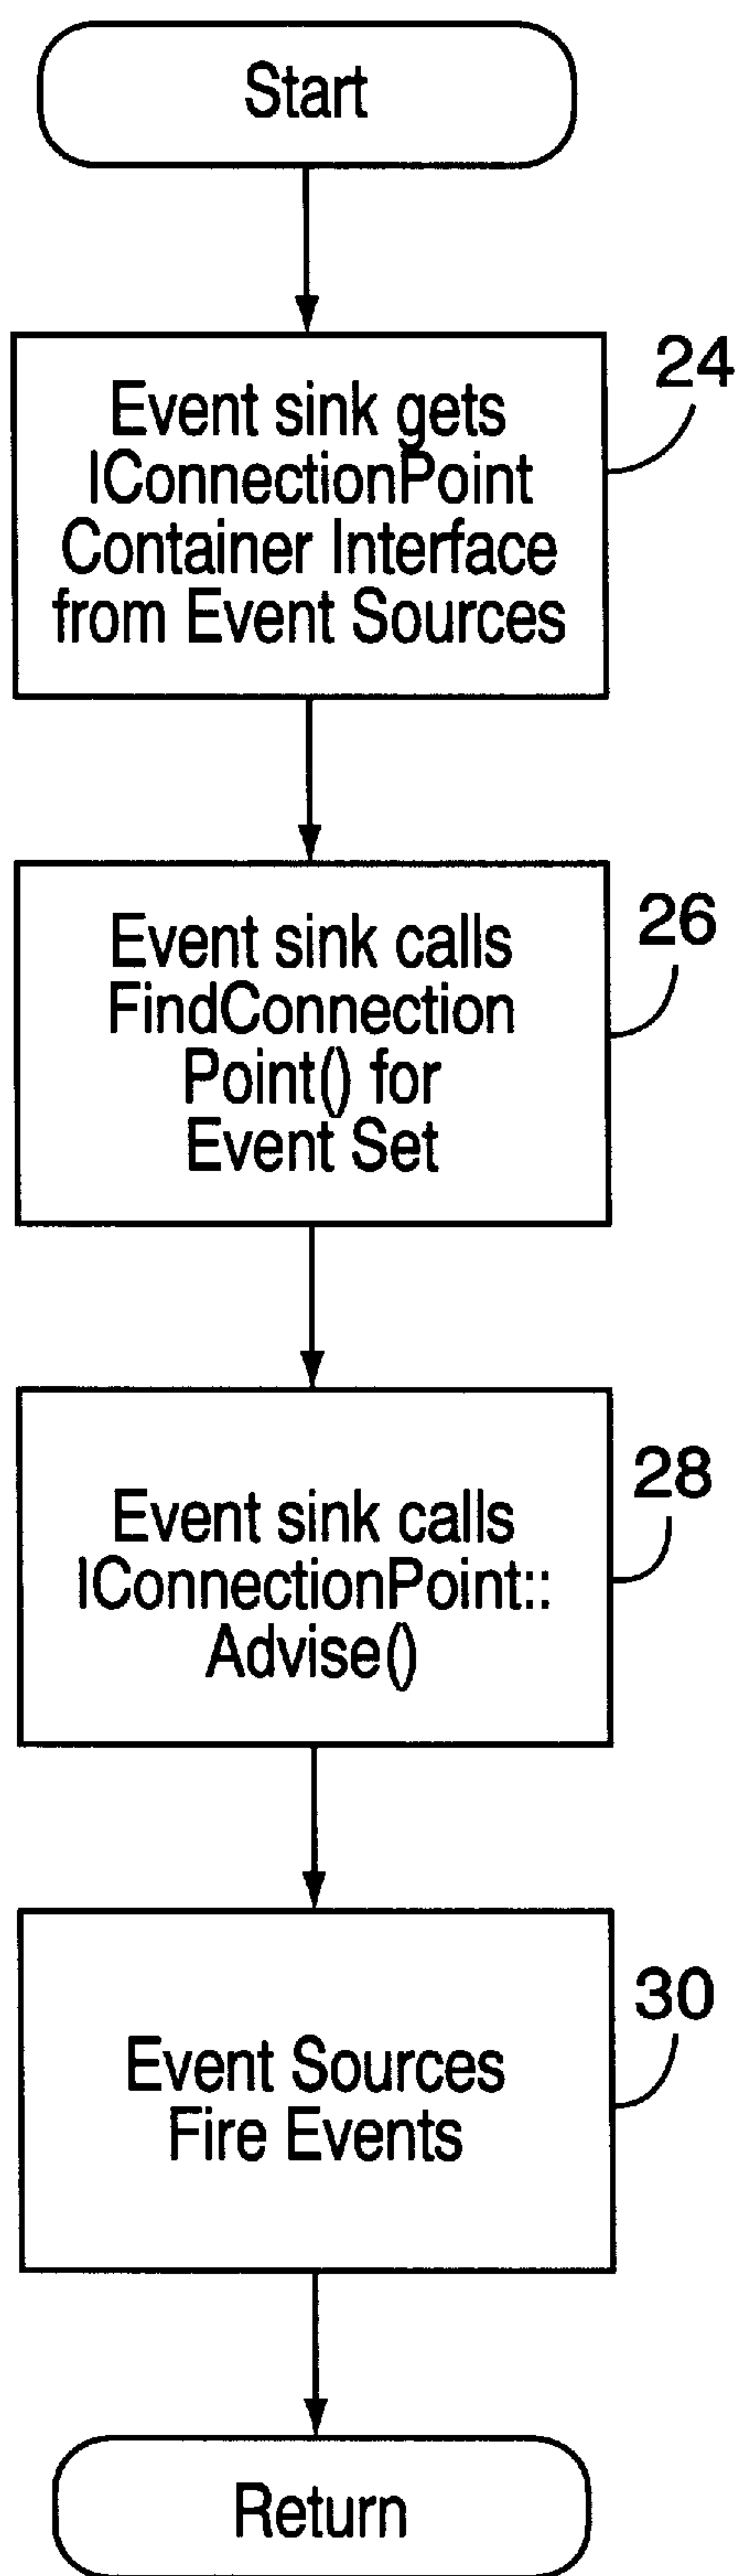 Start
24
Event sink gets
IConnectionPoint
Container Interface
from Event Sources
26
Event sink calls
FindConnection
Point() for
Event Set
28
Event sink calls
IConnectionPoint::
Advise()
30
Event Sources
Fire Events
Return